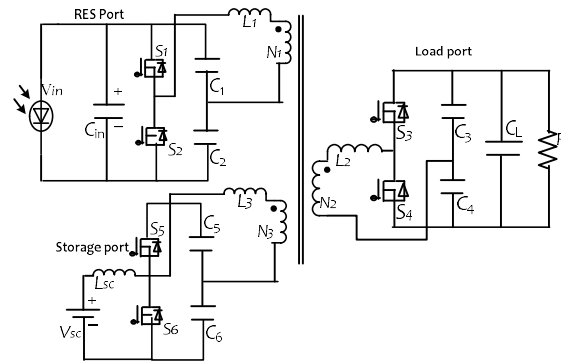 RES Port
L1
N1
S1
Vin
+
Cin
−
C1
S2
C2
Load port
S3
C3
CL
L2
N2
S4
C4
L3
N3
S5
C5
Storage port
Lsc
+
Vsc
−
S6
C6